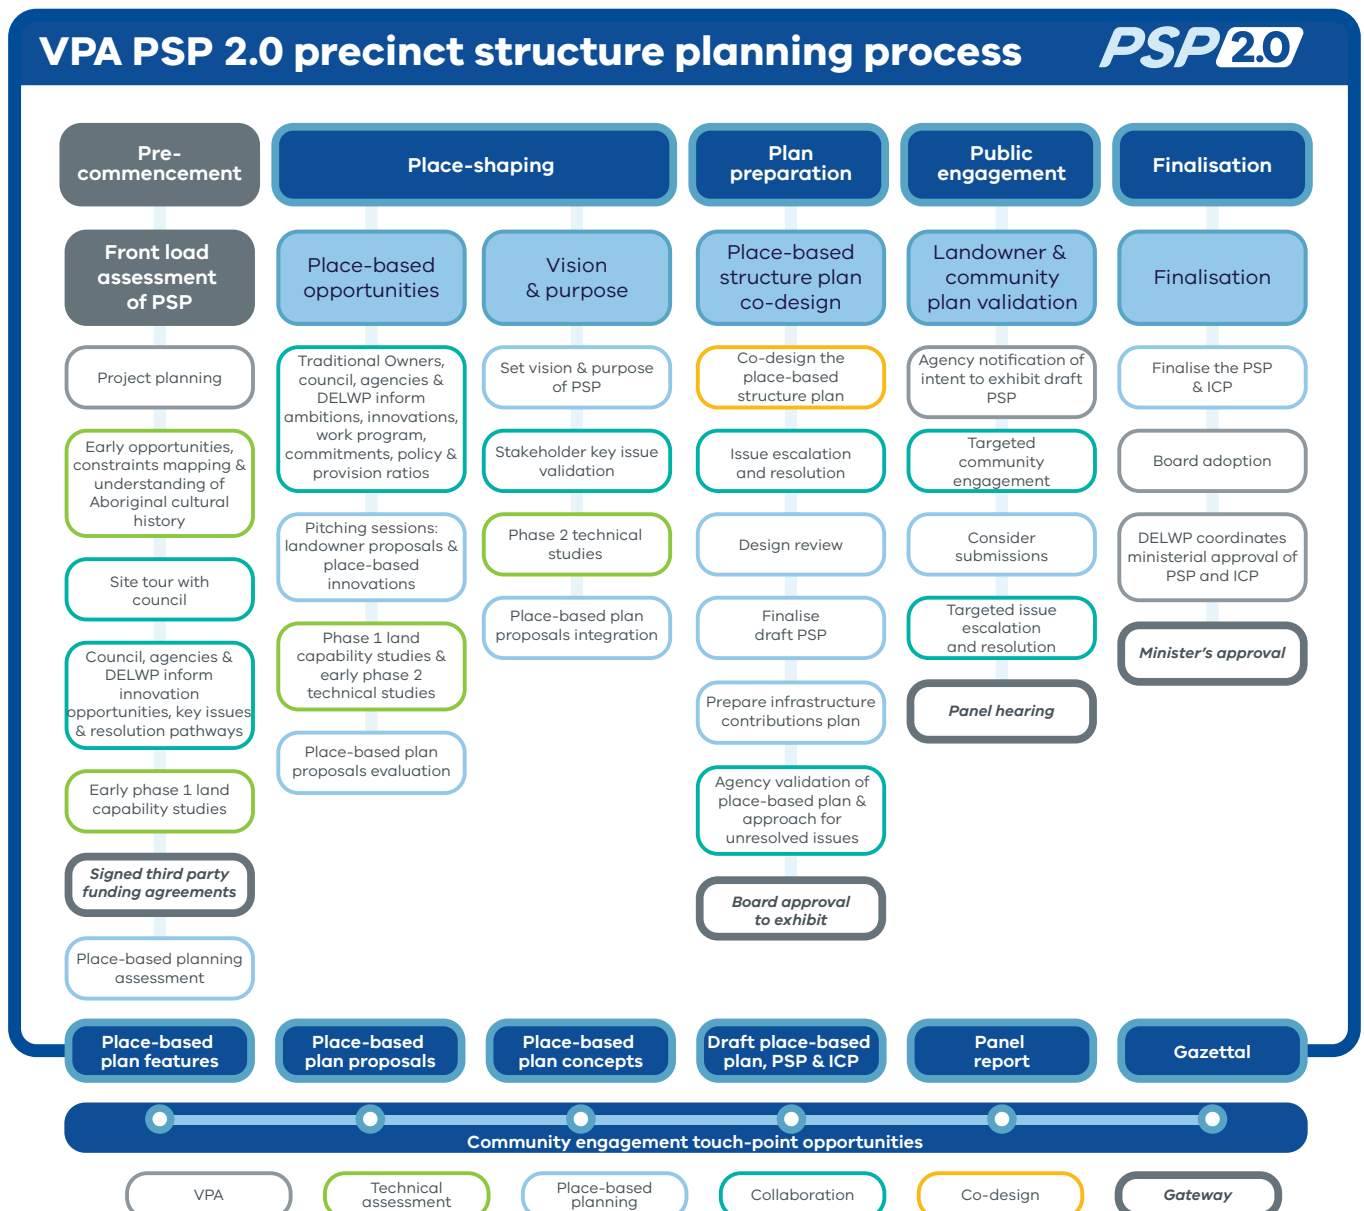 VPA PSP 2.0 precinct structure planning process
PSP 2.0
Pre-
commencement
Place-shaping
Plan
preparation
Public
engagement
Finalisation
Front load
assessment
of PSP
Place-based
opportunities
Vision
& purpose
Place-based
structure plan
co-design
Landowner &
community
plan validation
Finalisation
Project planning
Early opportunities,
constraints mapping &
understanding of
Aboriginal cultural
history
Site tour with
council
Council, agencies &
DELWP inform
innovation
opportunities, key issues
& resolution pathways
Early phase 1 land
capability studies
Signed third party
funding agreements
Place-based planning
assessment
Traditional Owners,
council, agencies &
DELWP inform
ambitions, innovations,
work program,
commitments, policy &
provision ratios
Pitching sessions:
landowner proposals &
place-based
innovations
Phase 1 land
capability studies &
early phase 2
technical studies
Place-based plan
proposals evaluation
Set vision & purpose
of PSP
Stakeholder key issue
validation
Phase 2 technical
studies
Place-based plan
proposals integration
Co-design the
place-based
structure plan
Issue escalation
and resolution
Design review
Finalise
draft PSP
Prepare infrastructure
contributions plan
Agency validation of
place-based plan &
approach for
unresolved issues
Board approval
to exhibit
Agency notification of
intent to exhibit draft
PSP
Targeted
community
engagement
Consider
submissions
Targeted issue
escalation
and resolution
Panel hearing
Finalise the PSP
& ICP
Board adoption
DELWP coordinates
ministerial approval of
PSP and ICP
Minister's approval
Place-based
plan features
Place-based
plan proposals
Place-based
plan concepts
Draft place-based
plan, PSP & ICP
Panel
report
Gazettal
Community engagement touch-point opportunities
VPA
Technical
assessment
Place-based
planning
Collaboration
Co-design
Gateway